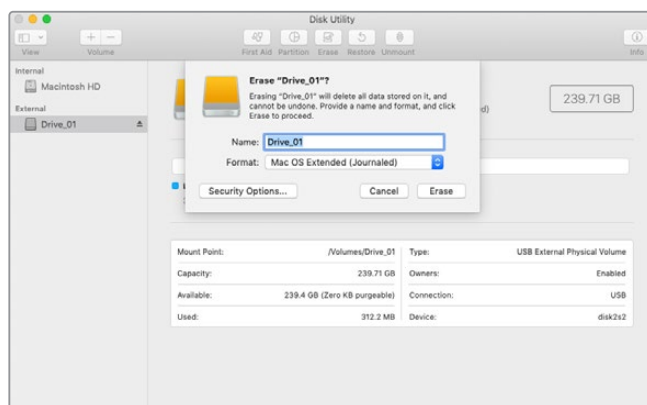 Disk Utility
View
Volume
First Aid Partition Erase Restore Unmount
Info
Internal
Macintosh HD
External
Drive_01
Erase “Drive_01”?
Erasing “Drive_01” will delete all data stored on it, and
cannot be undone. Provide a name and format, and click
Erase to proceed.
Name: Drive_01
Format: Mac OS Extended (Journaled)
Security Options... Cancel Erase
239.71 GB
Mount Point: /Volumes/Drive_01 Type: USB External Physical Volume
Capacity: 239.71 GB Owners: Enabled
Available: 239.4 GB (Zero KB purgeable) Connection: USB
Used: 312.2 MB Device: disk2s2